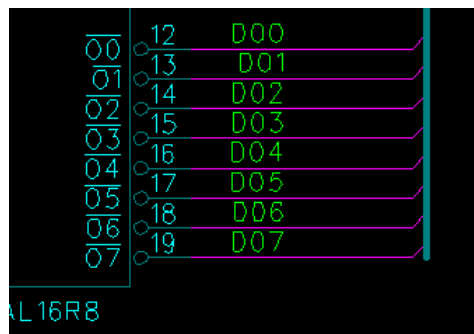 O0 12 D00
O1 13 D01
O2 14 D02
O3 15 D03
O4 16 D04
O5 17 D05
O6 18 D06
O7 19 D07
AL16R8